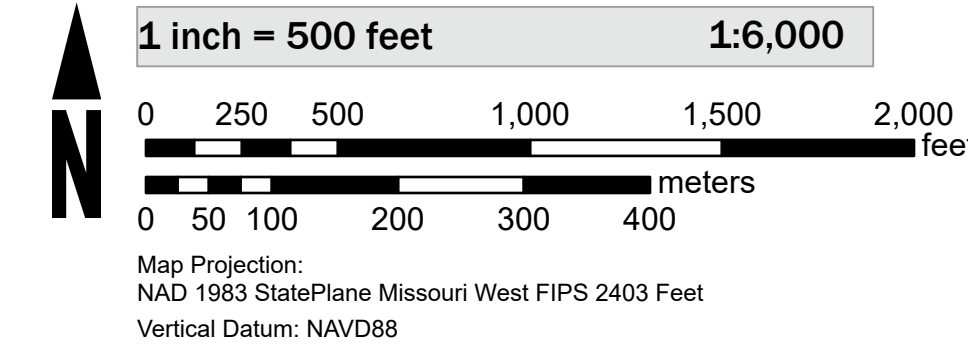 1 inch = 500 feet 1:6,000
0 250 500 1,000 1,500 2,000
feet
meters
0 50 100 200 300 400
N
Map Projection:
NAD 1983 StatePlane Missouri West FIPS 2403 Feet
Vertical Datum: NAVD88